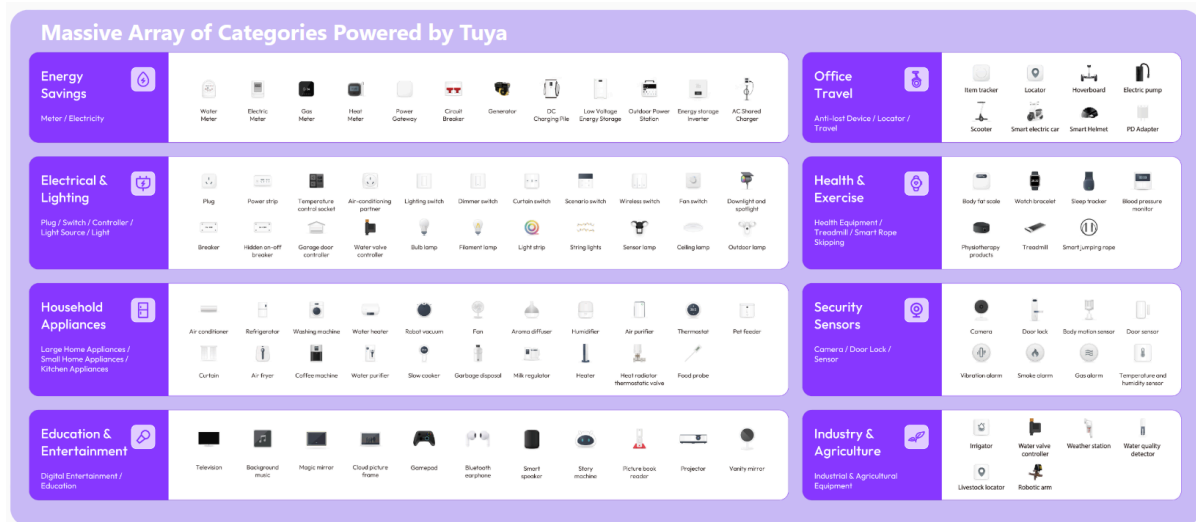 Massive Array of Categories Powered by Tuya
Energy
Savings
Meter / Electricity
Water
Meter
Electric
Meter
Gas
Meter
Heat
Meter
Power
Gateway
Circuit
Breaker
Generator
DC
Charging Pile
Low Voltage
Energy Storage
Outdoor Power
Station
Energy storage
Inverter
AC Shared
Charger
Office
Travel
Anti-lost Device / Locator /
Travel
Item tracker
Locator
Hoverboard
Electric pump
Scooter
Smart electric car
Smart Helmet
PD Adapter
Electrical &
Lighting
Plug / Switch / Controller /
Light Source / Light
Plug
Power strip
Temperature
control socket
Air-conditioning
partner
Lighting switch
Dimmer switch
Curtain switch
Scenario switch
Wireless switch
Fan switch
Downlight and
spotlight
Breaker
Hidden on-off
breaker
Garage door
controller
Water valve
controller
Bulb lamp
Filament lamp
Light strip
String lights
Sensor lamp
Ceiling lamp
Outdoor lamp
Health &
Exercise
Health Equipment /
Treadmill / Smart Rope
Skipping
Body fat scale
Watch bracelet
Sleep tracker
Blood pressure
monitor
Physiotherapy
products
Treadmill
Smart jumping rope
Household
Appliances
Large Home Appliances /
Small Home Appliances /
Kitchen Appliances
Air conditioner
Refrigerator
Washing machine
Water heater
Robot vacuum
Fan
Aroma diffuser
Humidifier
Air purifier
Thermostat
Pet feeder
Curtain
Air fryer
Coffee machine
Water purifier
Slow cooker
Garbage disposal
Milk regulator
Heater
Heat radiator
thermostatic valve
Food probe
Security
Sensors
Camera / Door Lock /
Sensor
Camera
Door lock
Body motion sensor
Door sensor
Vibration alarm
Smoke alarm
Gas alarm
Temperature and
humidity sensor
Education &
Entertainment
Digital Entertainment /
Education
Television
Background
music
Magic mirror
Cloud picture
frame
Gamepad
Bluetooth
earphone
Smart
speaker
Story
machine
Picture book
reader
Projector
Vanity mirror
Industry &
Agriculture
Industrial & Agricultural
Equipment
Irrigator
Water valve
controller
Weather station
Water quality
detector
Livestock locator
Robotic arm